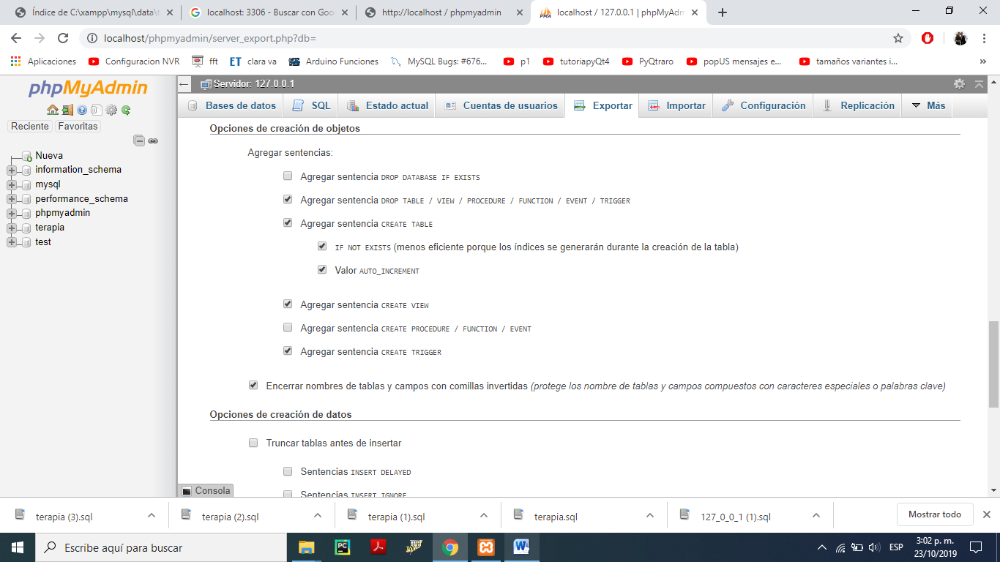 Índice de C:\xampp\mysql\data\t
localhost: 3306 - Buscar con Goo
http://localhost / phpmyadmin
localhost / 127.0.0.1 | phpMyAdm
localhost/phpmyadmin/server_export.php?db=
Aplicaciones
Configuracion NVR
fft
ET clara va
Arduino Funciones
MySQL Bugs: #676...
p1
tutoriapyQt4
PyQtraro
popUS mensajes e...
tamaños variantes i...
phpMyAdmin
Reciente
Favoritas
Nueva
information_schema
mysql
performance_schema
phpmyadmin
terapia
test
Servidor: 127.0.0.1
Bases de datos
SQL
Estado actual
Cuentas de usuarios
Exportar
Importar
Configuración
Replicación
Más
Opciones de creación de objetos
Agregar sentencias:
Agregar sentencia DROP DATABASE IF EXISTS
Agregar sentencia DROP TABLE / VIEW / PROCEDURE / FUNCTION / EVENT / TRIGGER
Agregar sentencia CREATE TABLE
IF NOT EXISTS (menos eficiente porque los índices se generarán durante la creación de la tabla)
Valor AUTO_INCREMENT
Agregar sentencia CREATE VIEW
Agregar sentencia CREATE PROCEDURE / FUNCTION / EVENT
Agregar sentencia CREATE TRIGGER
Encerrar nombres de tablas y campos con comillas invertidas (protege los nombre de tablas y campos compuestos con caracteres especiales o palabras clave)
Opciones de creación de datos
Truncar tablas antes de insertar
Sentencias INSERT DELAYED
Sentencias INSERT IGNORE
Consola
terapia (3).sql
terapia (2).sql
terapia (1).sql
terapia.sql
127_0_0_1 (1).sql
Mostrar todo
Escribe aquí para buscar
ESP
3:02 p. m.
23/10/2019